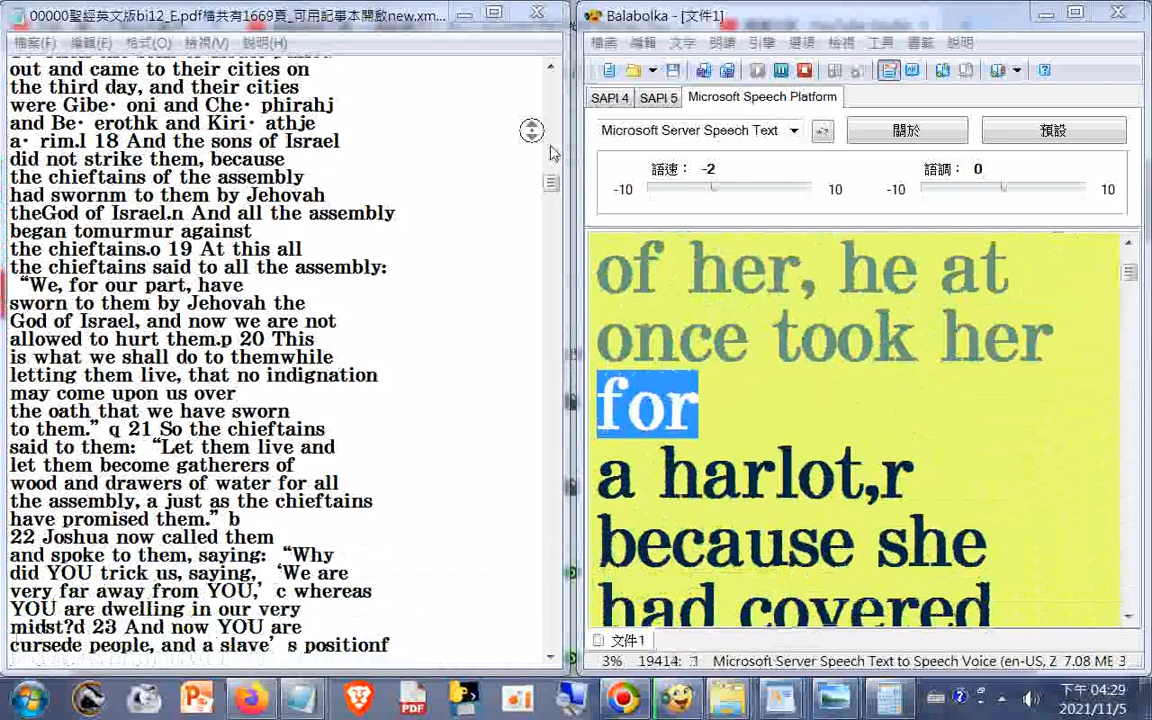 00000聖經英文版bi12_E.pdf檔共有1669頁_可用記事本開啟new.xm...
檔案(F) 編輯(E) 格式(O) 檢視(V) 說明(H)
out and came to their cities on
the third day, and their cities
were Gibe·oni and Che·phirahj
and Be·erothk and Kiri·athje
a·rim.l 18 And the sons of Israel
did not strike them, because
the chieftains of the assembly
had swornm to them by Jehovah
theGod of Israel.n And all the assembly
began tomurmur against
the chieftains.o 19 At this all
the chieftains said to all the assembly:
“We, for our part, have
sworn to them by Jehovah the
God of Israel, and now we are not
allowed to hurt them.p 20 This
is what we shall do to themwhile
letting them live, that no indignation
may come upon us over
the oath that we have sworn
to them.” q 21 So the chieftains
said to them: “Let them live and
let them become gatherers of
wood and drawers of water for all
the assembly, a just as the chieftains
have promised them.” b
22 Joshua now called them
and spoke to them, saying: “Why
did YOU trick us, saying, ‘We are
very far away from YOU,’ c whereas
YOU are dwelling in our very
midst?d 23 And now YOU are
cursede people, and a slave’s positionf
Balabolka - [文件1]
檔案 編輯 文字 朗讀 引擎 選項 檢視 工具 書籤 說明
SAPI 4 SAPI 5 Microsoft Speech Platform
Microsoft Server Speech Text 關於 預設
語速： -2 語調： 0
-10 10 -10 10
of her, he at
once took her
for
a harlot,r
because she
had covered
文件1
3% 19414: Microsoft Server Speech Text to Speech Voice (en-US, Z 7.08 ME 3
下午 04:29
2021/11/5